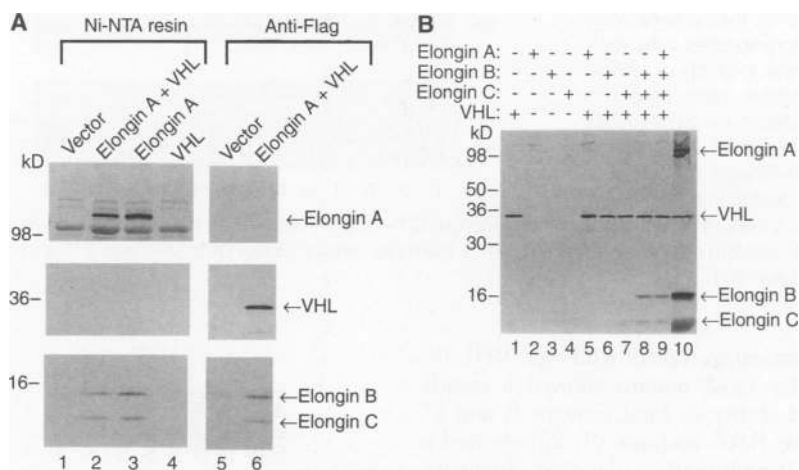 A
Ni-NTA resin
Anti-Flag
Vector
Elongin A + VHL
Elongin A
VHL
Vector
Elongin A + VHL
kD
98–
←Elongin A
36–
←VHL
16–
←Elongin B
←Elongin C
1 2 3 4 5 6
B
Elongin A: - + - - + - - - +
Elongin B: - - + - - + - + +
Elongin C: - - - + - - + + +
VHL: + - - - + + + + +
kD
98–
←Elongin A
50–
36–
←VHL
30–
16–
←Elongin B
←Elongin C
1 2 3 4 5 6 7 8 9 10